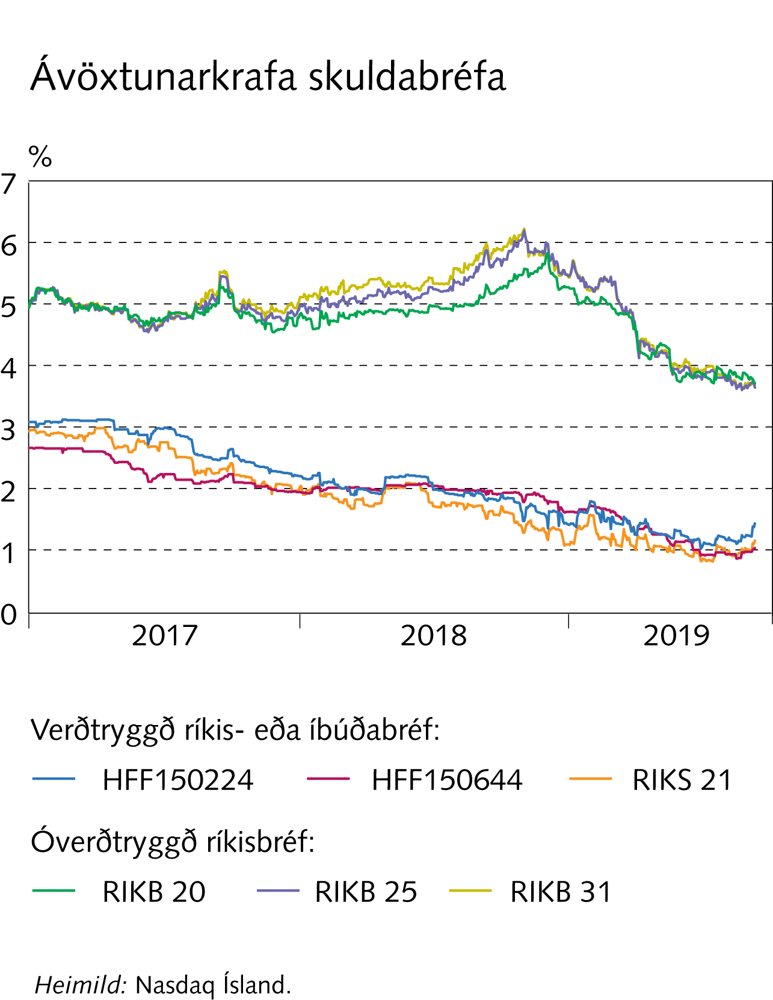 Ávöxtunarkrafa skuldabréfa
%
7
6
5
4
3
2
1
0
2017 2018 2019
Verðtryggð ríkis- eða íbúðabréf:
HFF150224 HFF150644 RIKS 21
Óverðtryggð ríkisbréf:
RIKB 20 RIKB 25 RIKB 31
Heimild: Nasdaq Ísland.